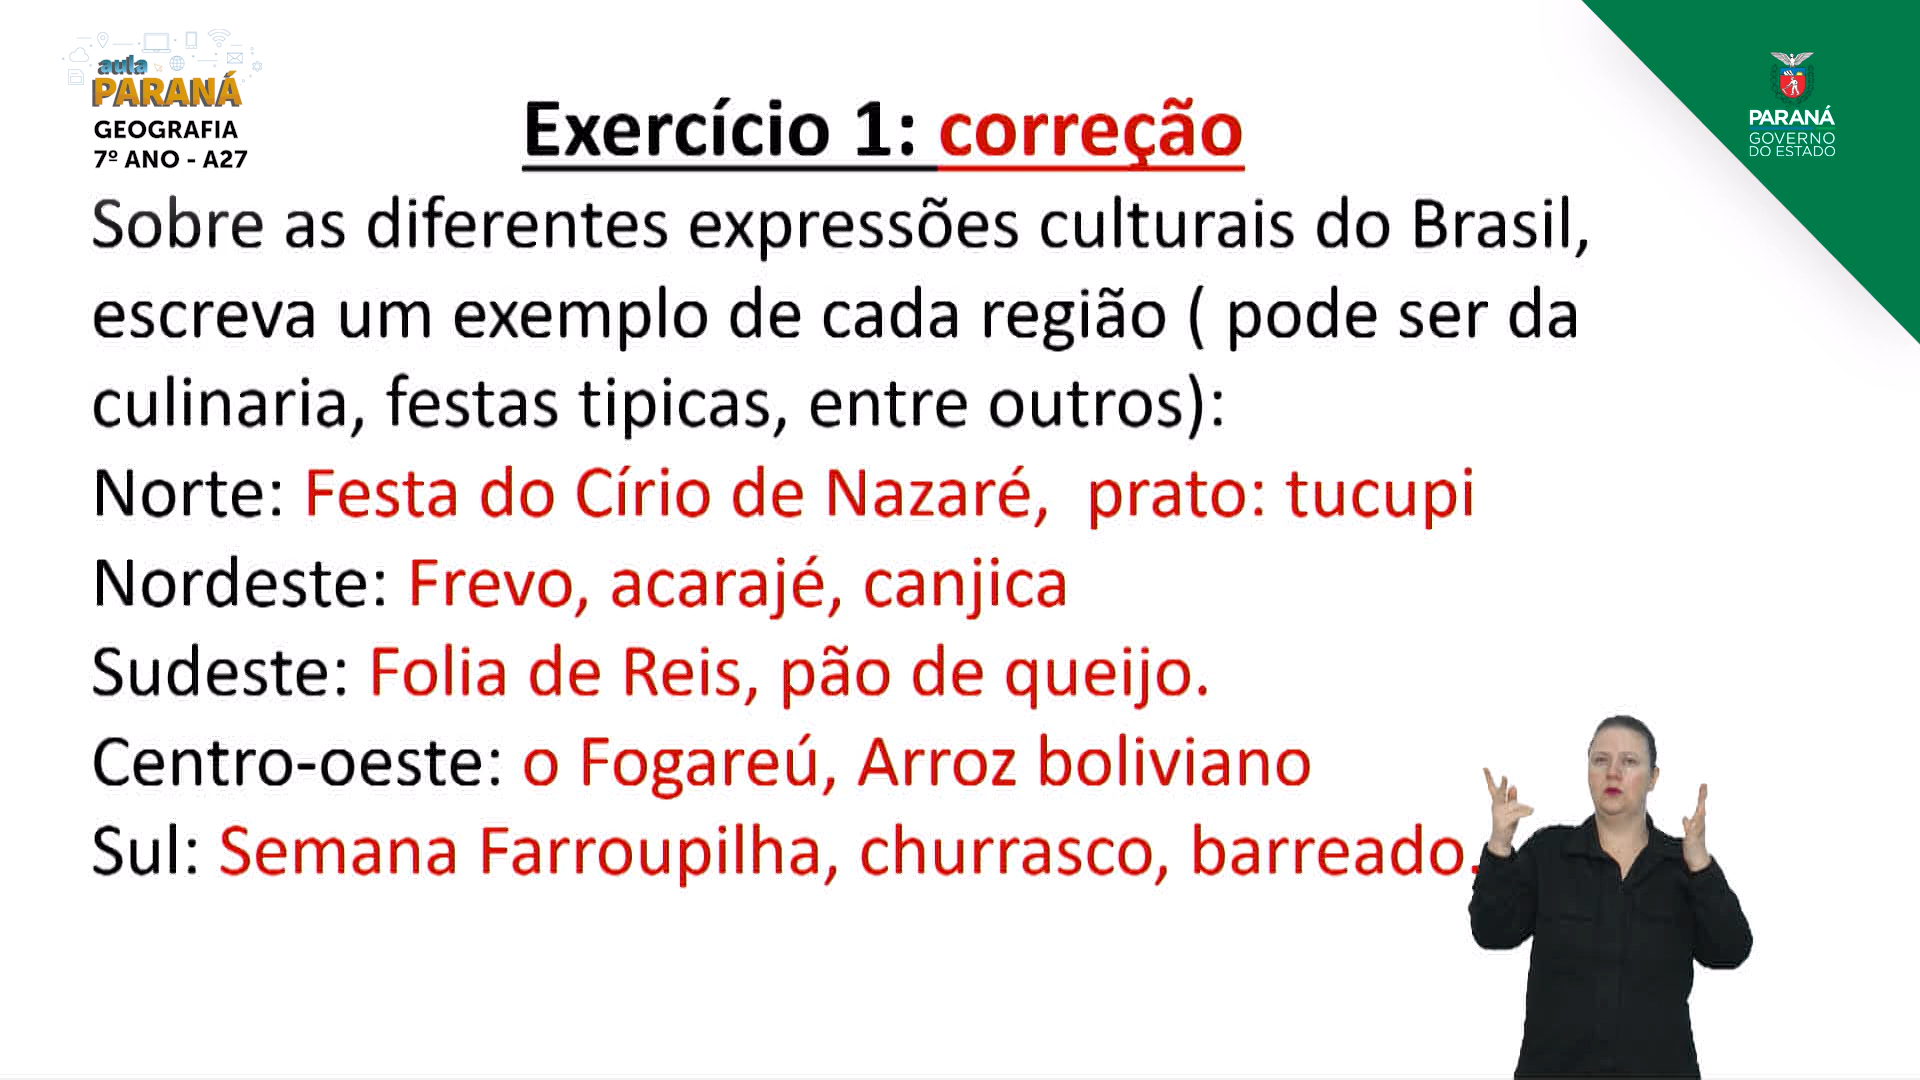 aula
PARANÁ
GEOGRAFIA
7º ANO - A27
PARANÁ
GOVERNO
DO ESTADO
Exercício 1: correção
Sobre as diferentes expressões culturais do Brasil,
escreva um exemplo de cada região ( pode ser da
culinaria, festas tipicas, entre outros):
Norte: Festa do Círio de Nazaré, prato: tucupi
Nordeste: Frevo, acarajé, canjica
Sudeste: Folia de Reis, pão de queijo.
Centro-oeste: o Fogareú, Arroz boliviano
Sul: Semana Farroupilha, churrasco, barreado.